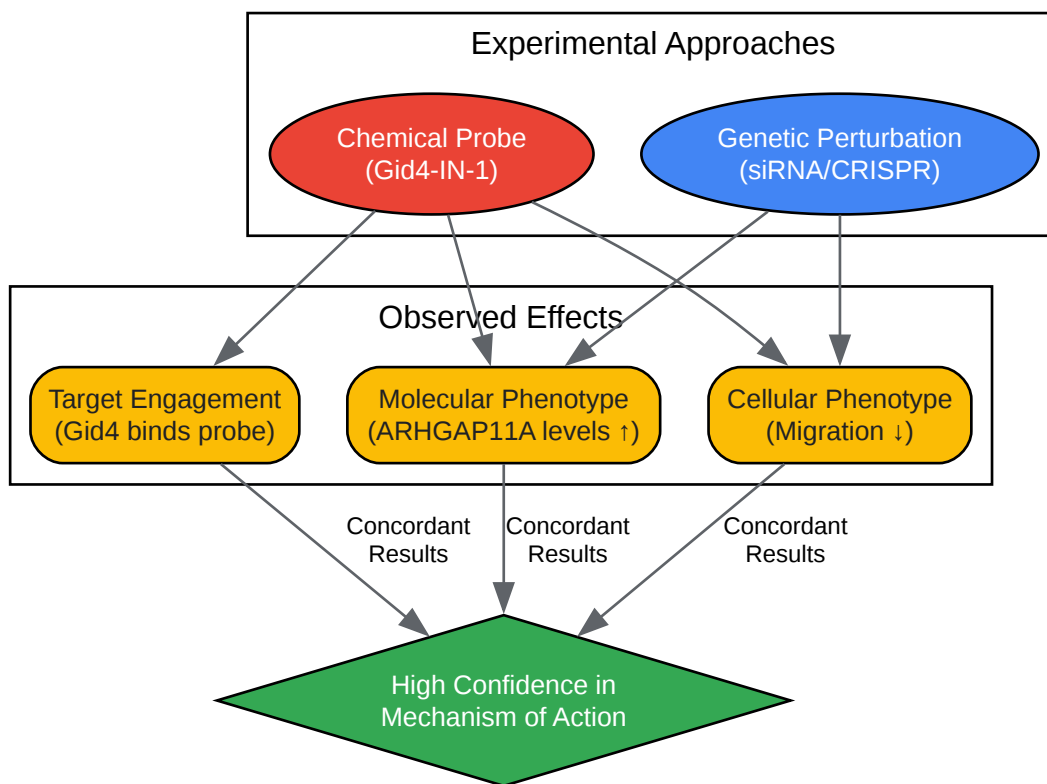 Experimental Approaches
Chemical Probe
(Gid4-IN-1)
Genetic Perturbation
(siRNA/CRISPR)
Observed Effects
Target Engagement
(Gid4 binds probe)
Molecular Phenotype
(ARHGAP11A levels ↑)
Cellular Phenotype
(Migration ↓)
Concordant
Results
Concordant
Results
Concordant
Results
High Confidence in
Mechanism of Action